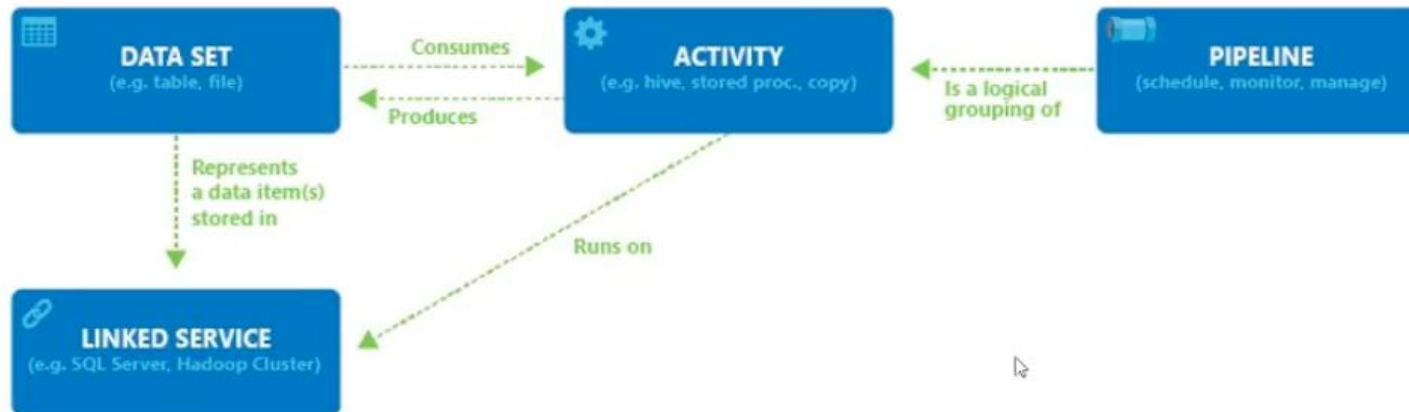 DATA SET
(e.g. table, file)
Consumes
Produces
ACTIVITY
(e.g. hive, stored proc., copy)
Is a logical
grouping of
PIPELINE
(schedule, monitor, manage)
Represents
a data item(s)
stored in
Runs on
LINKED SERVICE
(e.g. SQL Server, Hadoop Cluster)